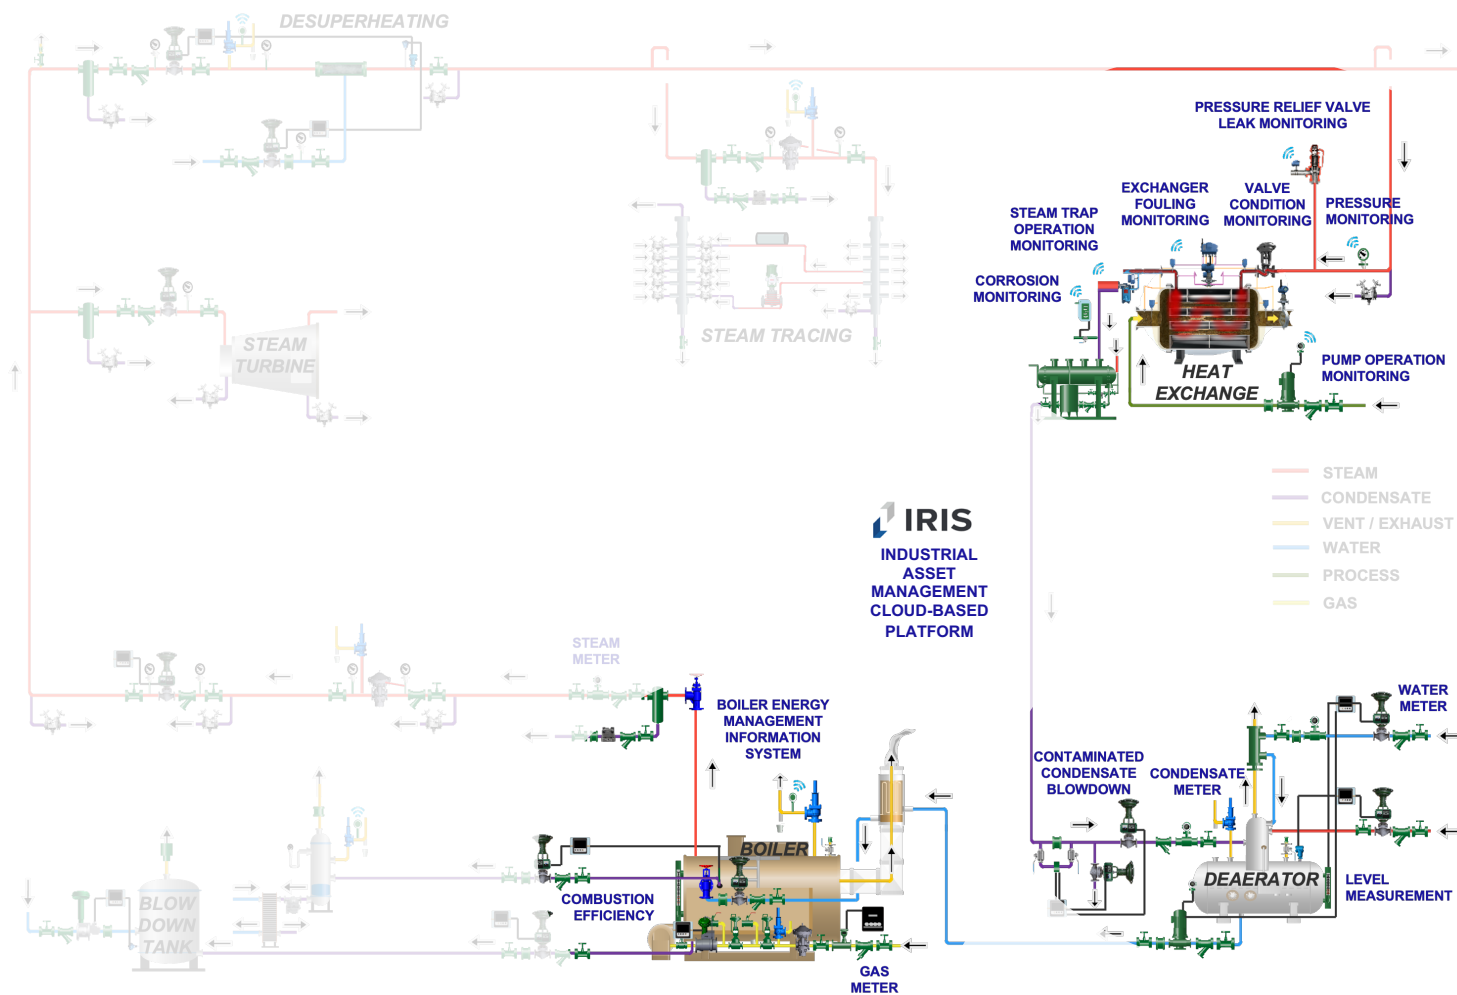 DESUPERHEATING
PRESSURE RELIEF VALVE
LEAK MONITORING
EXCHANGER
FOULING
MONITORING
VALVE
CONDITION
MONITORING
PRESSURE
MONITORING
STEAM TRAP
OPERATION
MONITORING
CORROSION
MONITORING
STEAM TRACING
STEAM
TURBINE
HEAT
EXCHANGE
PUMP OPERATION
MONITORING
STEAM
CONDENSATE
VENT / EXHAUST
WATER
PROCESS
GAS
IRIS
INDUSTRIAL
ASSET
MANAGEMENT
CLOUD-BASED
PLATFORM
STEAM
METER
BOILER ENERGY
MANAGEMENT
INFORMATION
SYSTEM
WATER
METER
CONTAMINATED
CONDENSATE
BLOWDOWN
CONDENSATE
METER
BOILER
DEAERATOR
LEVEL
MEASUREMENT
COMBUSTION
EFFICIENCY
BLOW
DOWN
TANK
GAS
METER